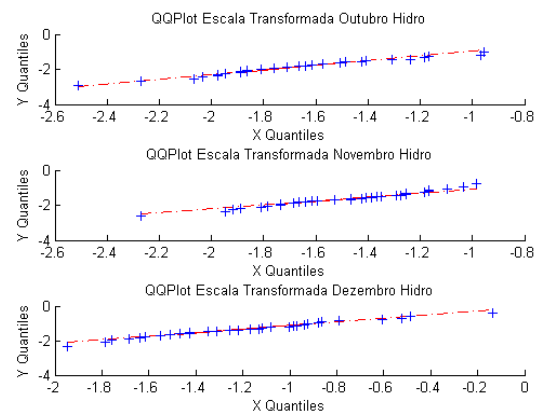 QQPlot Escala Transformada Outubro Hidro
0
-2
-4
Y Quantiles
-2.6 -2.4 -2.2 -2 -1.8 -1.6 -1.4 -1.2 -1 -0.8
X Quantiles
QQPlot Escala Transformada Novembro Hidro
0
-2
-4
Y Quantiles
-2.6 -2.4 -2.2 -2 -1.8 -1.6 -1.4 -1.2 -1 -0.8
X Quantiles
QQPlot Escala Transformada Dezembro Hidro
0
-2
-4
Y Quantiles
-2 -1.8 -1.6 -1.4 -1.2 -1 -0.8 -0.6 -0.4 -0.2 0
X Quantiles